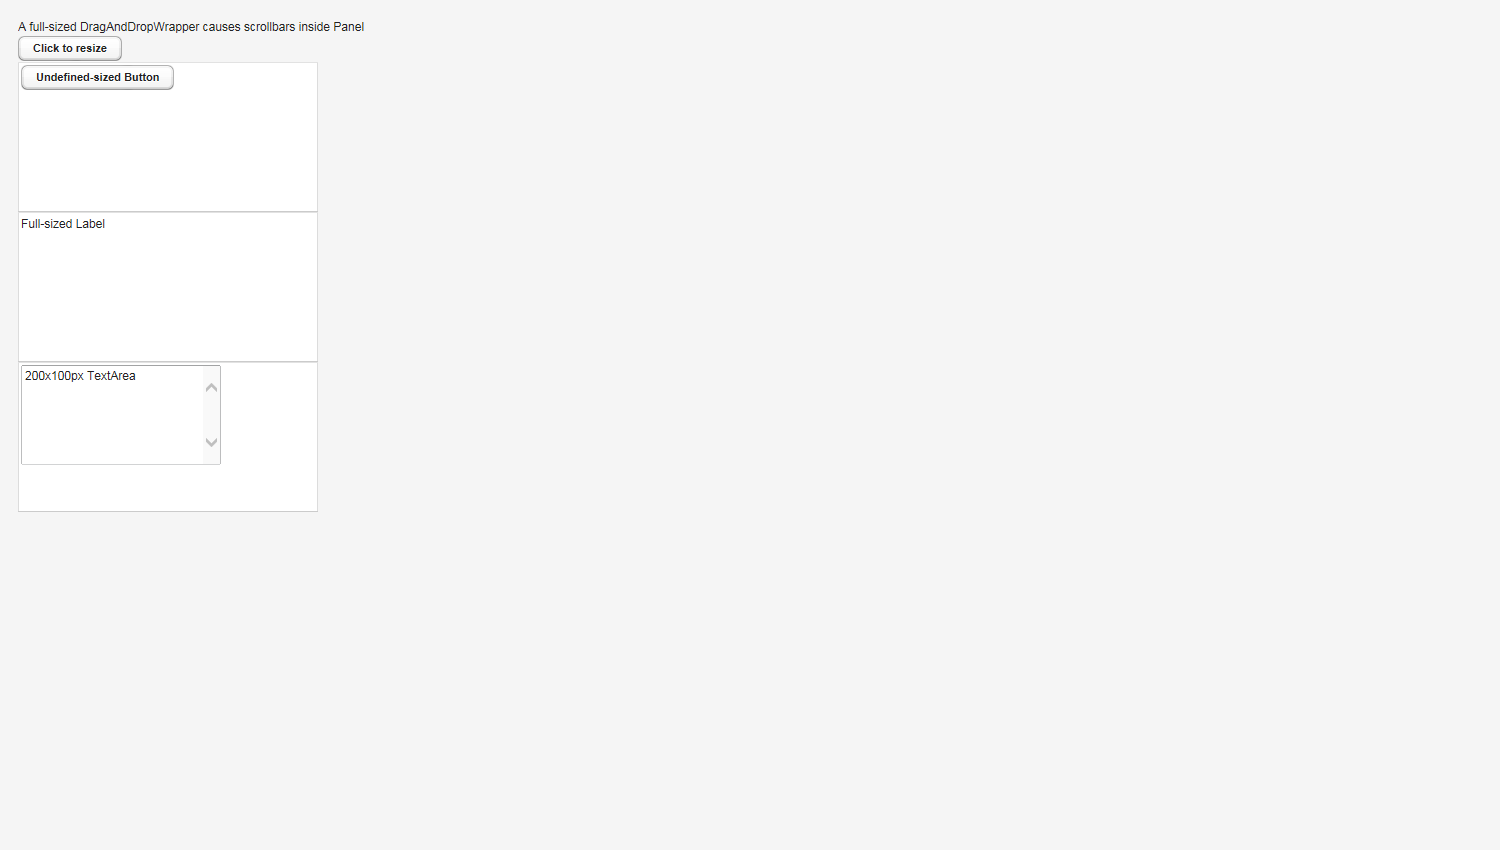 A full-sized DragAndDropWrapper causes scrollbars inside Panel
Click to resize
Undefined-sized Button
Full-sized Label
200x100px TextArea